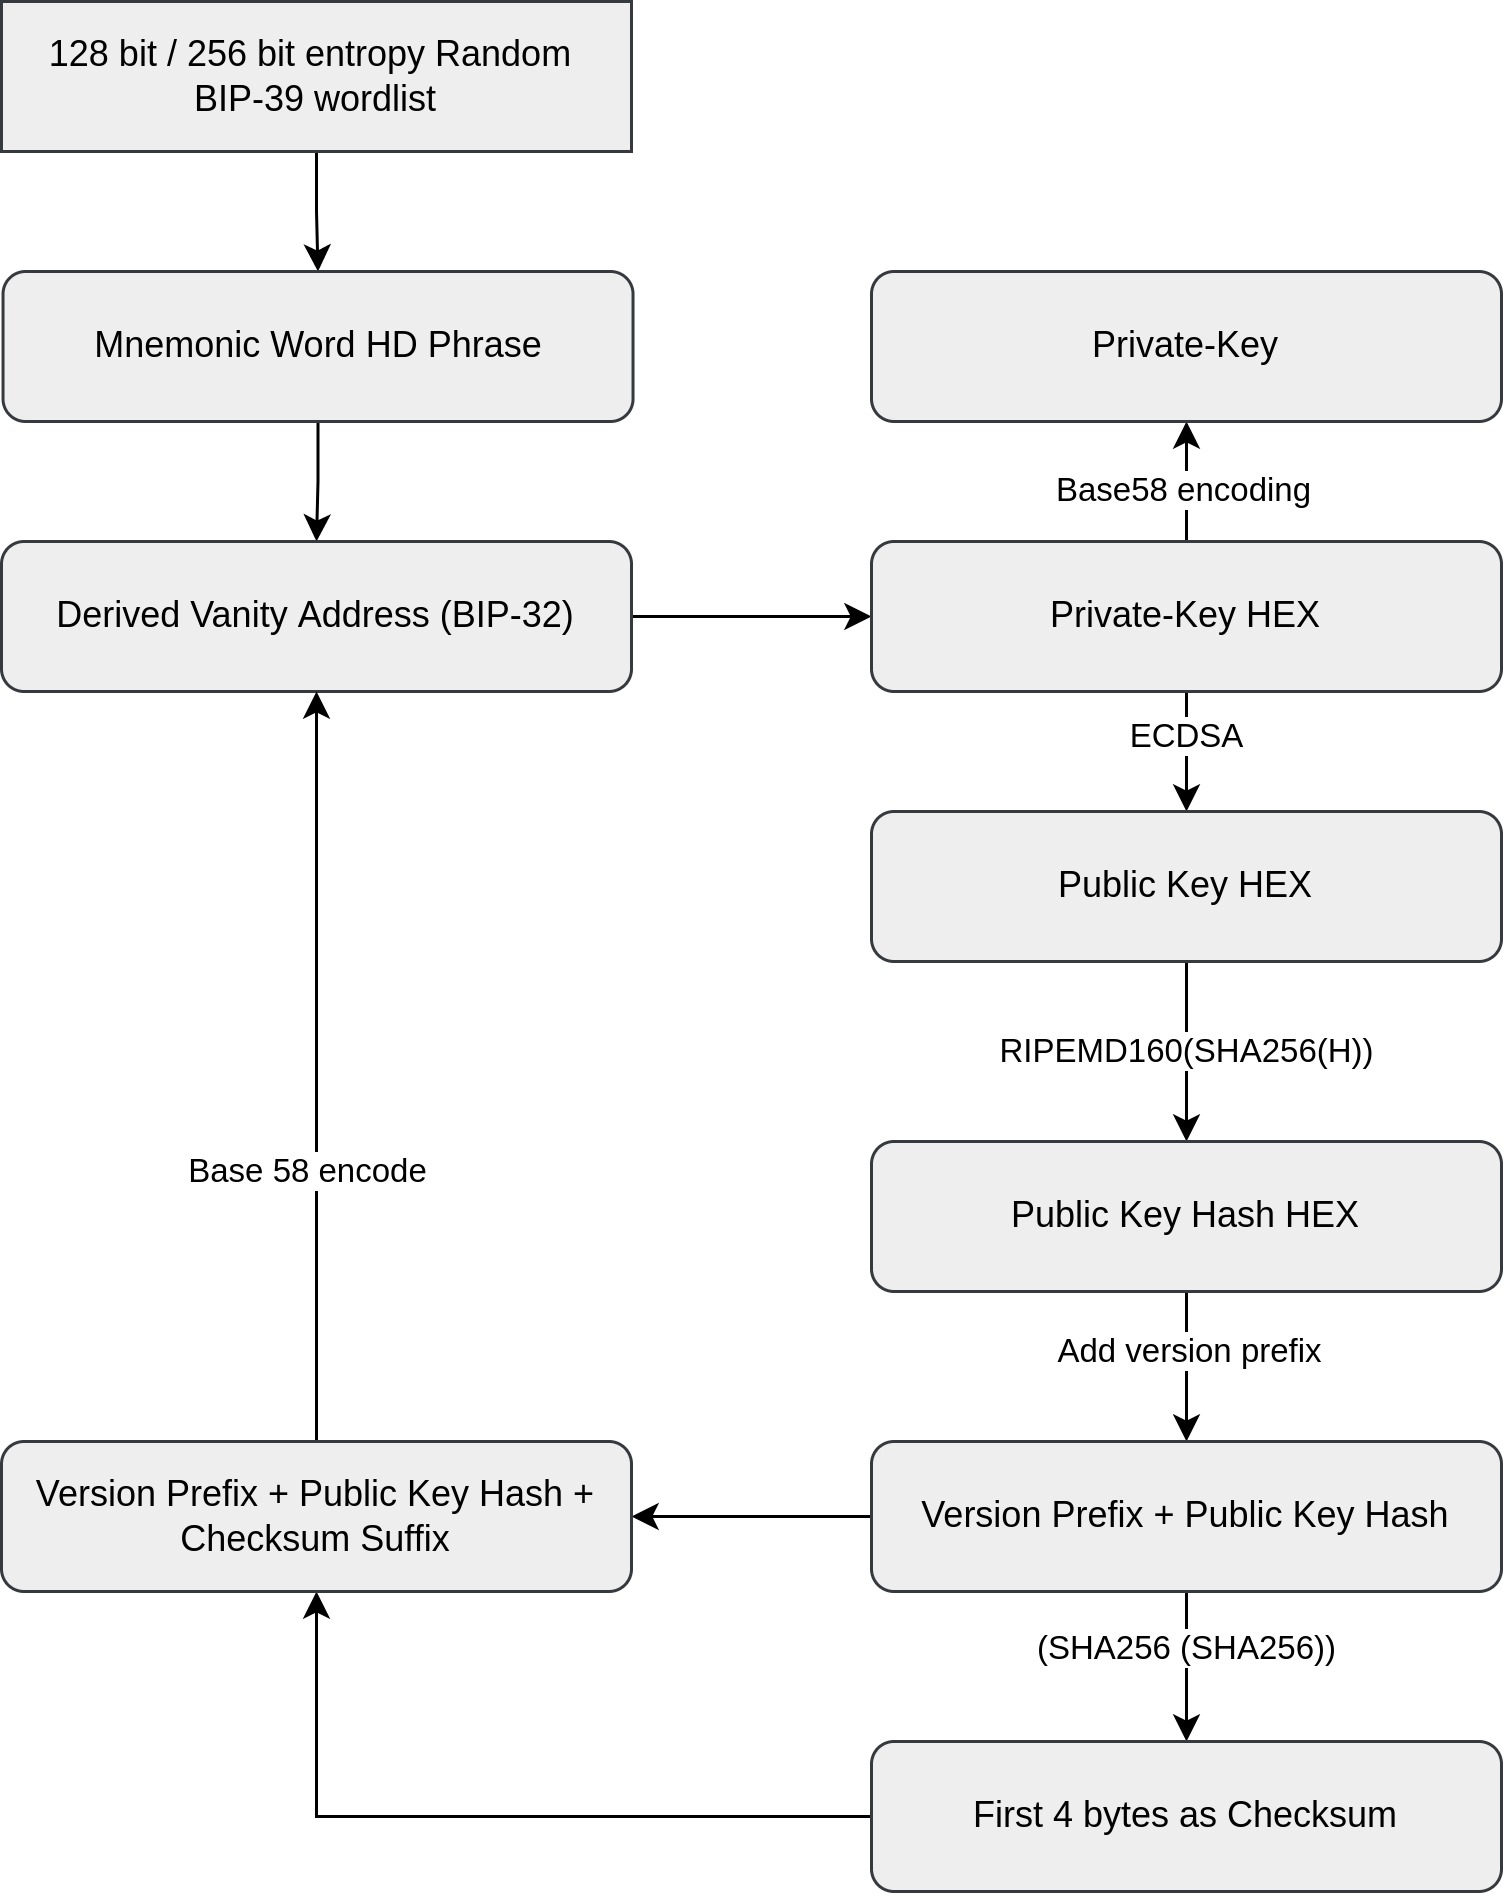 128 bit / 256 bit entropy Random
BIP-39 wordlist
Mnemonic Word HD Phrase
Private-Key
Base58 encoding
Derived Vanity Address (BIP-32)
Private-Key HEX
ECDSA
Public Key HEX
RIPEMD160(SHA256(H))
Base 58 encode
Public Key Hash HEX
Add version prefix
Version Prefix + Public Key Hash +
Checksum Suffix
Version Prefix + Public Key Hash
(SHA256 (SHA256))
First 4 bytes as Checksum